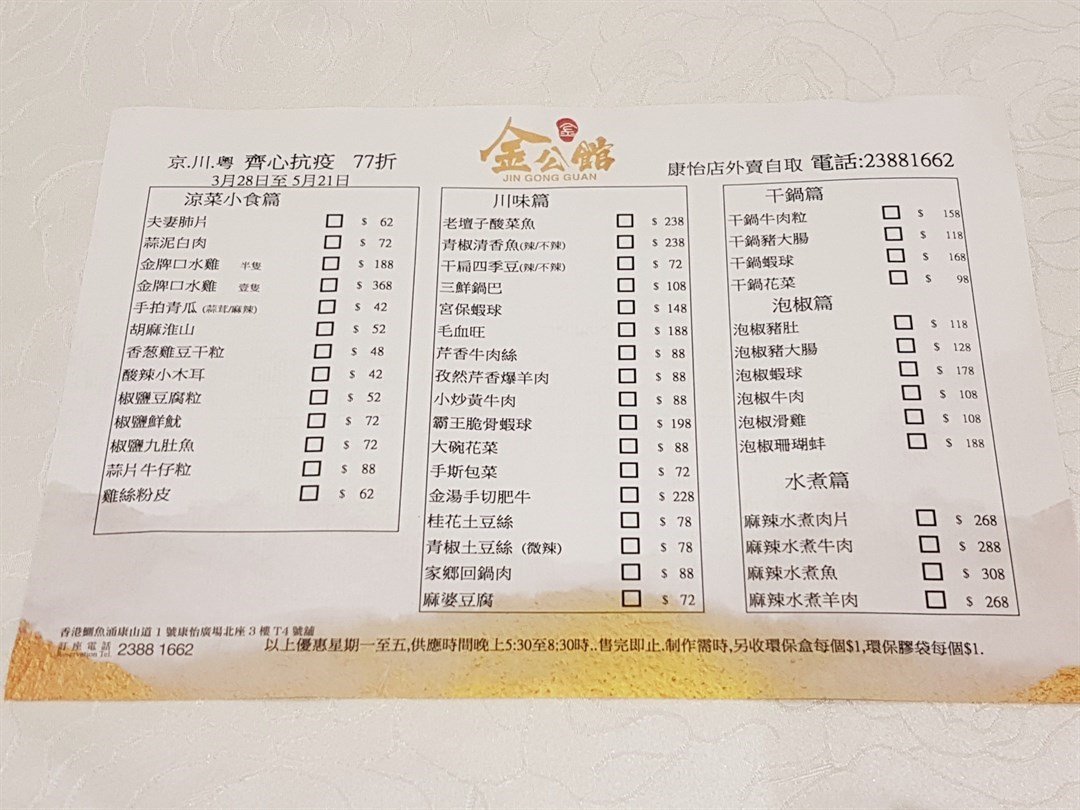 京.川.粵 齊心抗疫 77折
3月28日至 5月21日
金公館
JIN GONG GUAN
康怡店外賣自取 電話:23881662
涼菜小食篇
夫妻肺片 $ 62
蒜泥白肉 $ 72
金牌口水雞 半隻 $ 188
金牌口水雞 壹隻 $ 368
手拍青瓜 (蒜茸/麻辣) $ 42
胡麻淮山 $ 52
香葱雞豆干粒 $ 48
酸辣小木耳 $ 42
椒鹽豆腐粒 $ 52
椒鹽鮮魷 $ 72
椒鹽九肚魚 $ 72
蒜片牛仔粒 $ 88
雞絲粉皮 $ 62
川味篇
老壇子酸菜魚 $ 238
青椒清香魚(辣/不辣) $ 238
干扁四季豆(辣/不辣) $ 72
三鮮鍋巴 $ 108
宮保蝦球 $ 148
毛血旺 $ 188
芹香牛肉絲 $ 88
孜然芹香爆羊肉 $ 88
小炒黃牛肉 $ 88
霸王脆骨蝦球 $ 198
大碗花菜 $ 88
手斯包菜 $ 72
金湯手切肥牛 $ 228
桂花土豆絲 $ 78
青椒土豆絲 (微辣) $ 78
家鄉回鍋肉 $ 88
麻婆豆腐 $ 72
干鍋篇
干鍋牛肉粒 $ 158
干鍋豬大腸 $ 118
干鍋蝦球 $ 168
干鍋花菜 $ 98
泡椒篇
泡椒豬肚 $ 118
泡椒豬大腸 $ 128
泡椒蝦球 $ 178
泡椒牛肉 $ 108
泡椒滑雞 $ 108
泡椒珊瑚蚌 $ 188
水煮篇
麻辣水煮肉片 $ 268
麻辣水煮牛肉 $ 288
麻辣水煮魚 $ 308
麻辣水煮羊肉 $ 268
香港鰂魚涌康山道 1 號康怡廣場北座 3 樓 T4 號舖
訂座電話 2388 1662
Reservation Tel.
以上優惠星期一至五,供應時間晚上5:30至8:30..售完即止.制作需時,另收環保盒每個$1,環保膠袋每個$1.